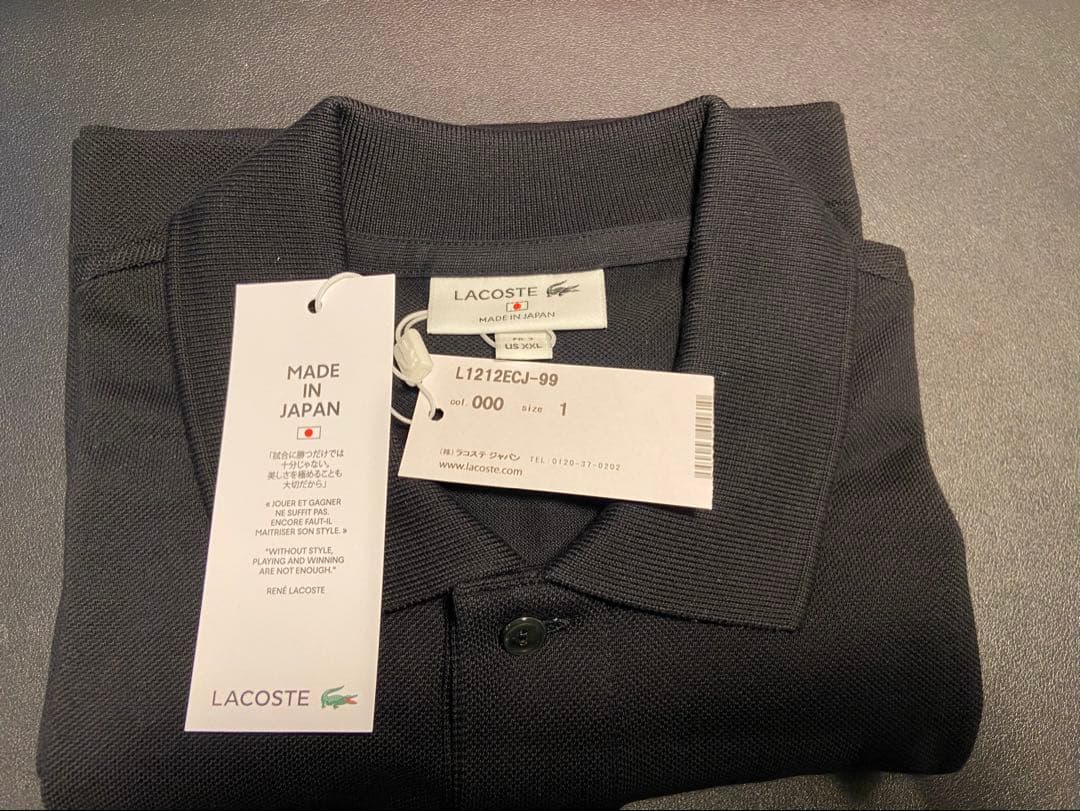 LACOSTE
MADE IN JAPAN
US XXL
MADE
IN
JAPAN
「試合に勝つだけでは
十分じゃない。
美しさを極めることも
大切だから」
« JOUER ET GAGNER
NE SUFFIT PAS.
ENCORE FAUT-IL
MAITRISER SON STYLE. »
"WITHOUT STYLE,
PLAYING AND WINNING
ARE NOT ENOUGH."
RENÉ LACOSTE
LACOSTE
L1212ECJ-99
col. 000 size 1
(株) ラコステ ジャパン TEL:0120-37-0202
www.lacoste.com